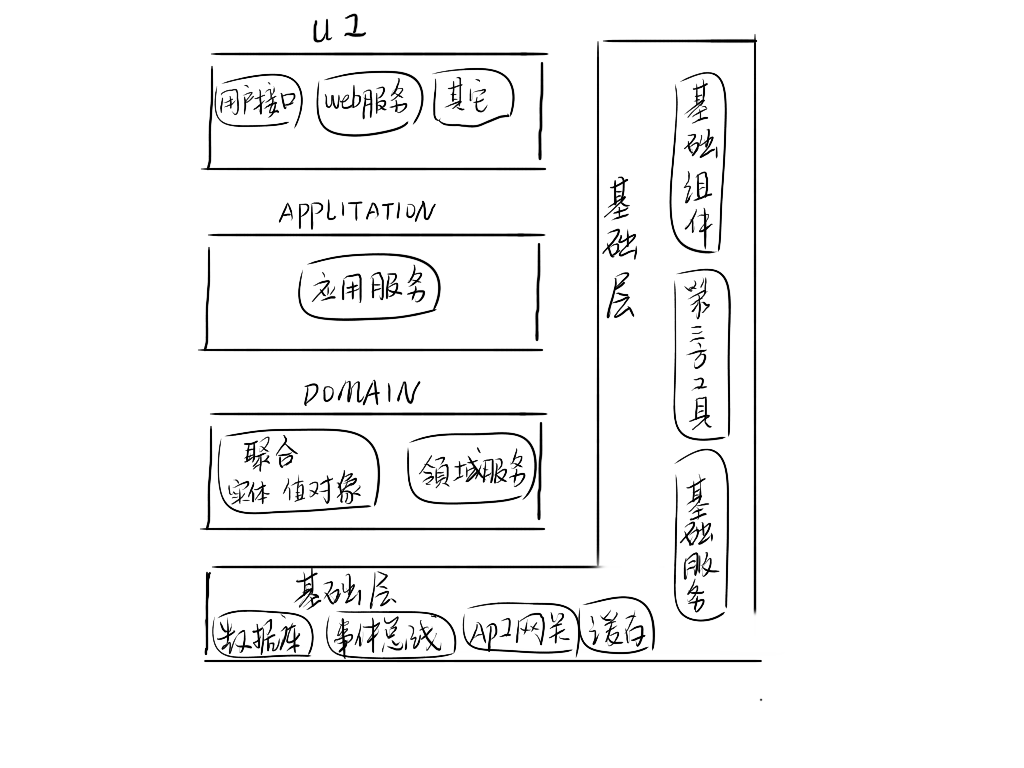 UI
用户接口
web服务
其它
APPLITATION
应用服务
DOMAIN
聚合
实体 值对象
领域服务
基础层
数据库
事件总线
API网关
缓存
基础层
基础组件
第三方工具
基础服务